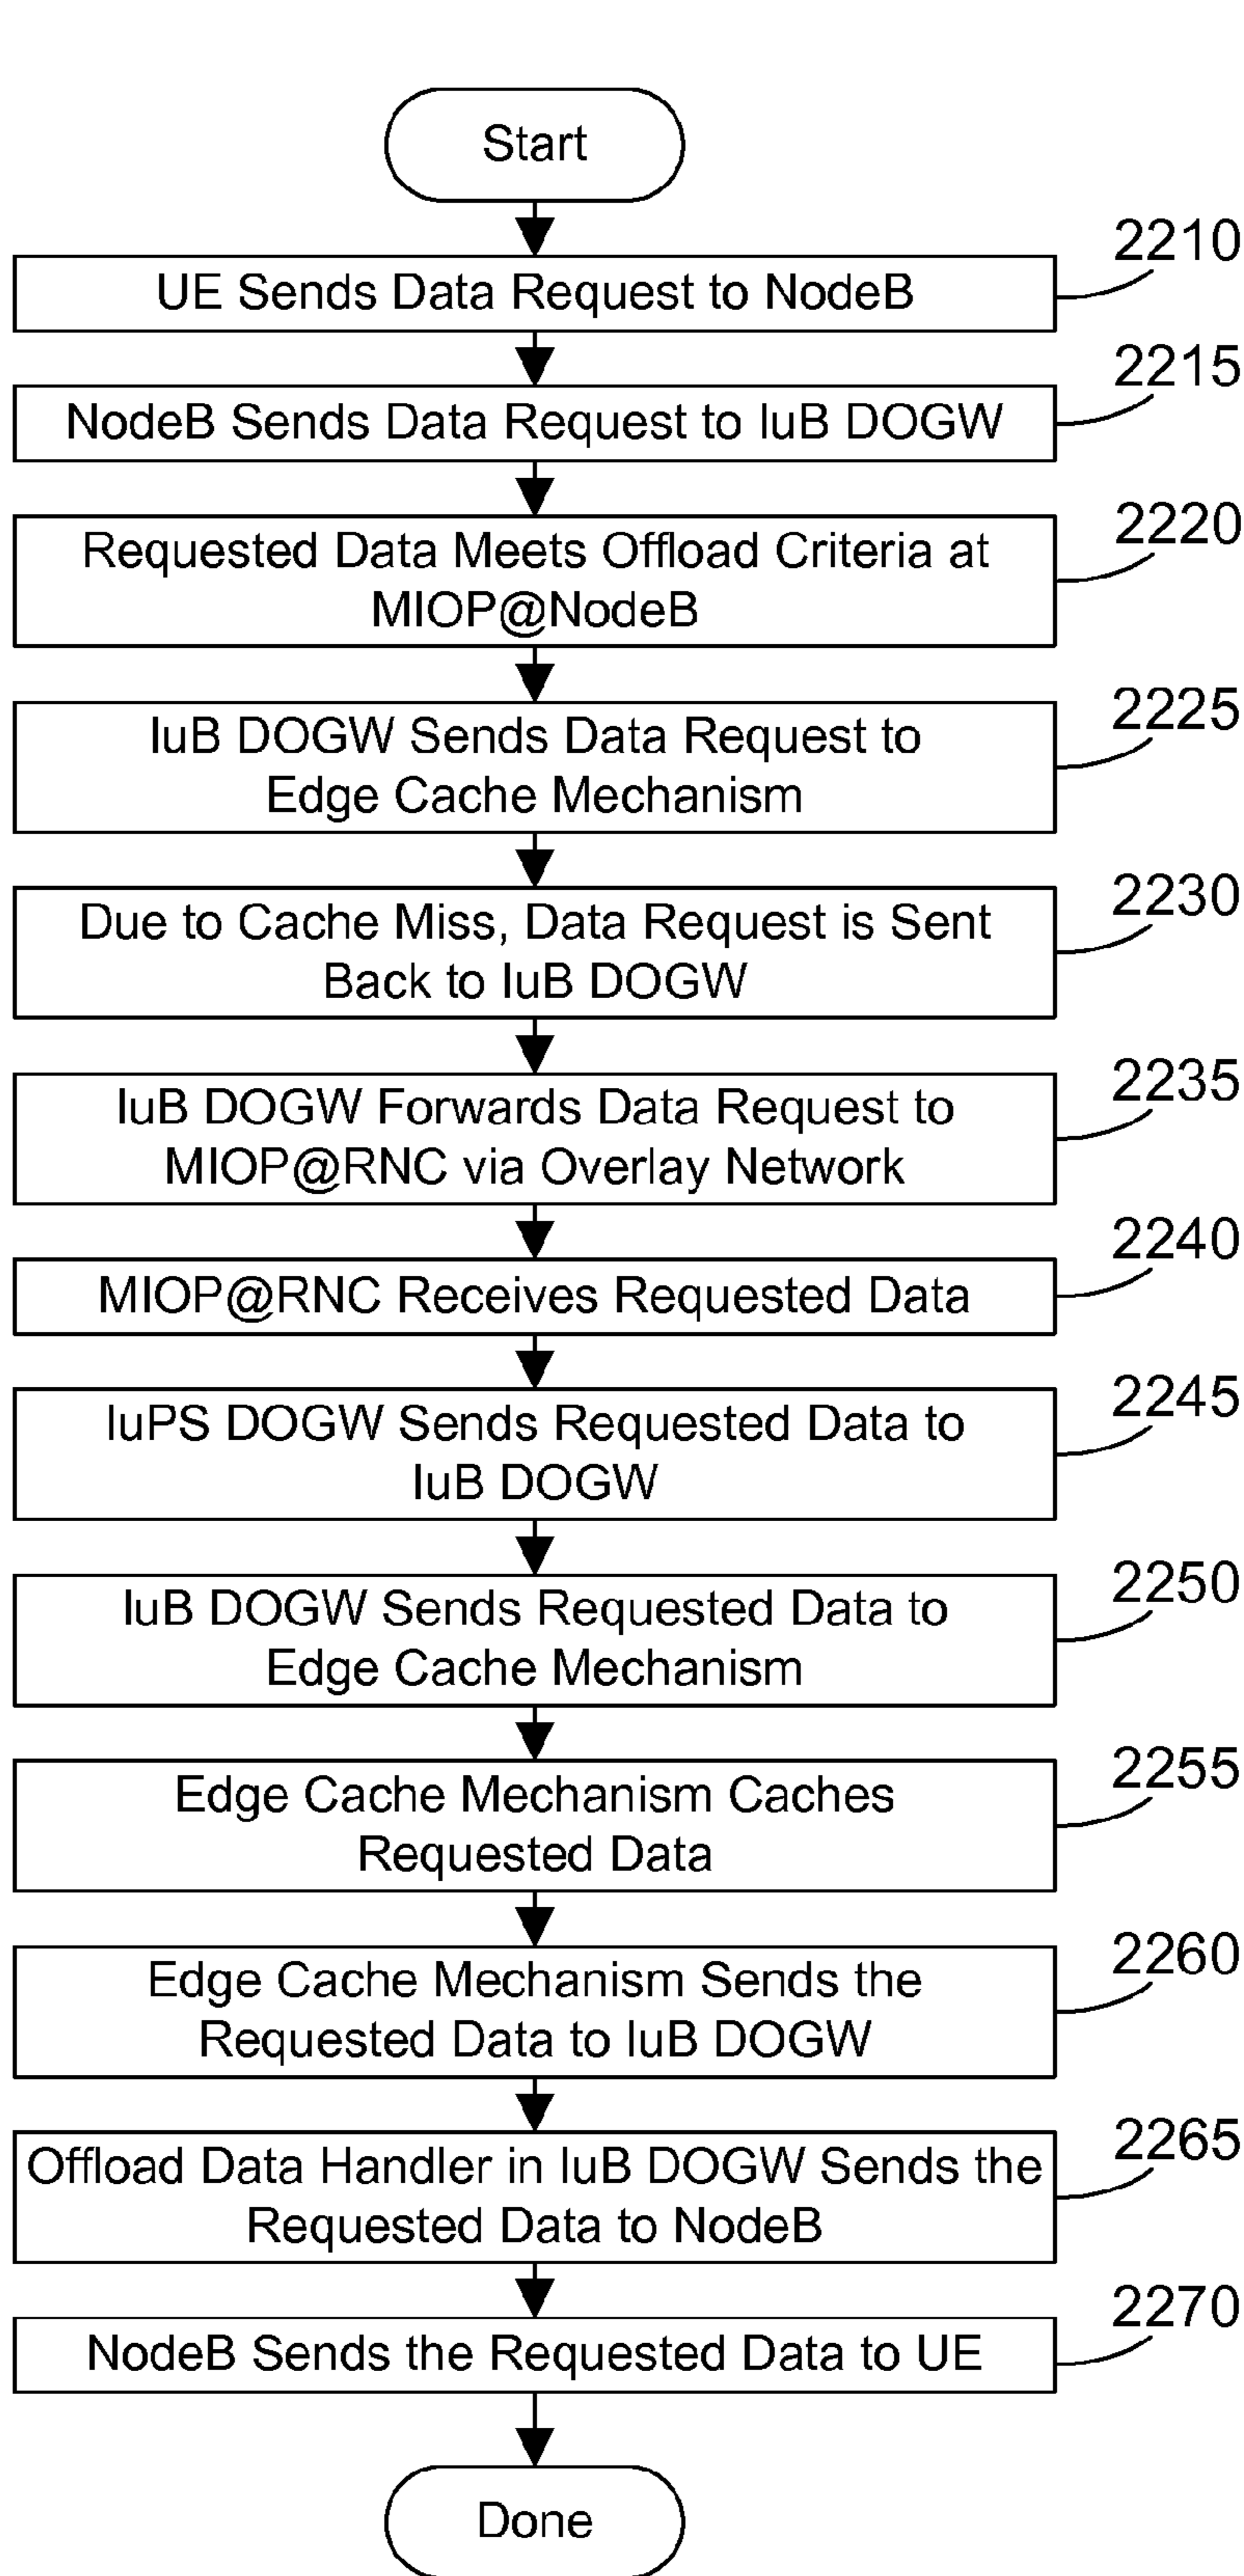 Start
2210
UE Sends Data Request to NodeB
2215
NodeB Sends Data Request to IuB DOGW
2220
Requested Data Meets Offload Criteria at
MIOP@NodeB
2225
IuB DOGW Sends Data Request to
Edge Cache Mechanism
2230
Due to Cache Miss, Data Request is Sent
Back to IuB DOGW
2235
IuB DOGW Forwards Data Request to
MIOP@RNC via Overlay Network
2240
MIOP@RNC Receives Requested Data
2245
IuPS DOGW Sends Requested Data to
IuB DOGW
2250
IuB DOGW Sends Requested Data to
Edge Cache Mechanism
2255
Edge Cache Mechanism Caches
Requested Data
2260
Edge Cache Mechanism Sends the
Requested Data to IuB DOGW
2265
Offload Data Handler in IuB DOGW Sends the
Requested Data to NodeB
2270
NodeB Sends the Requested Data to UE
Done